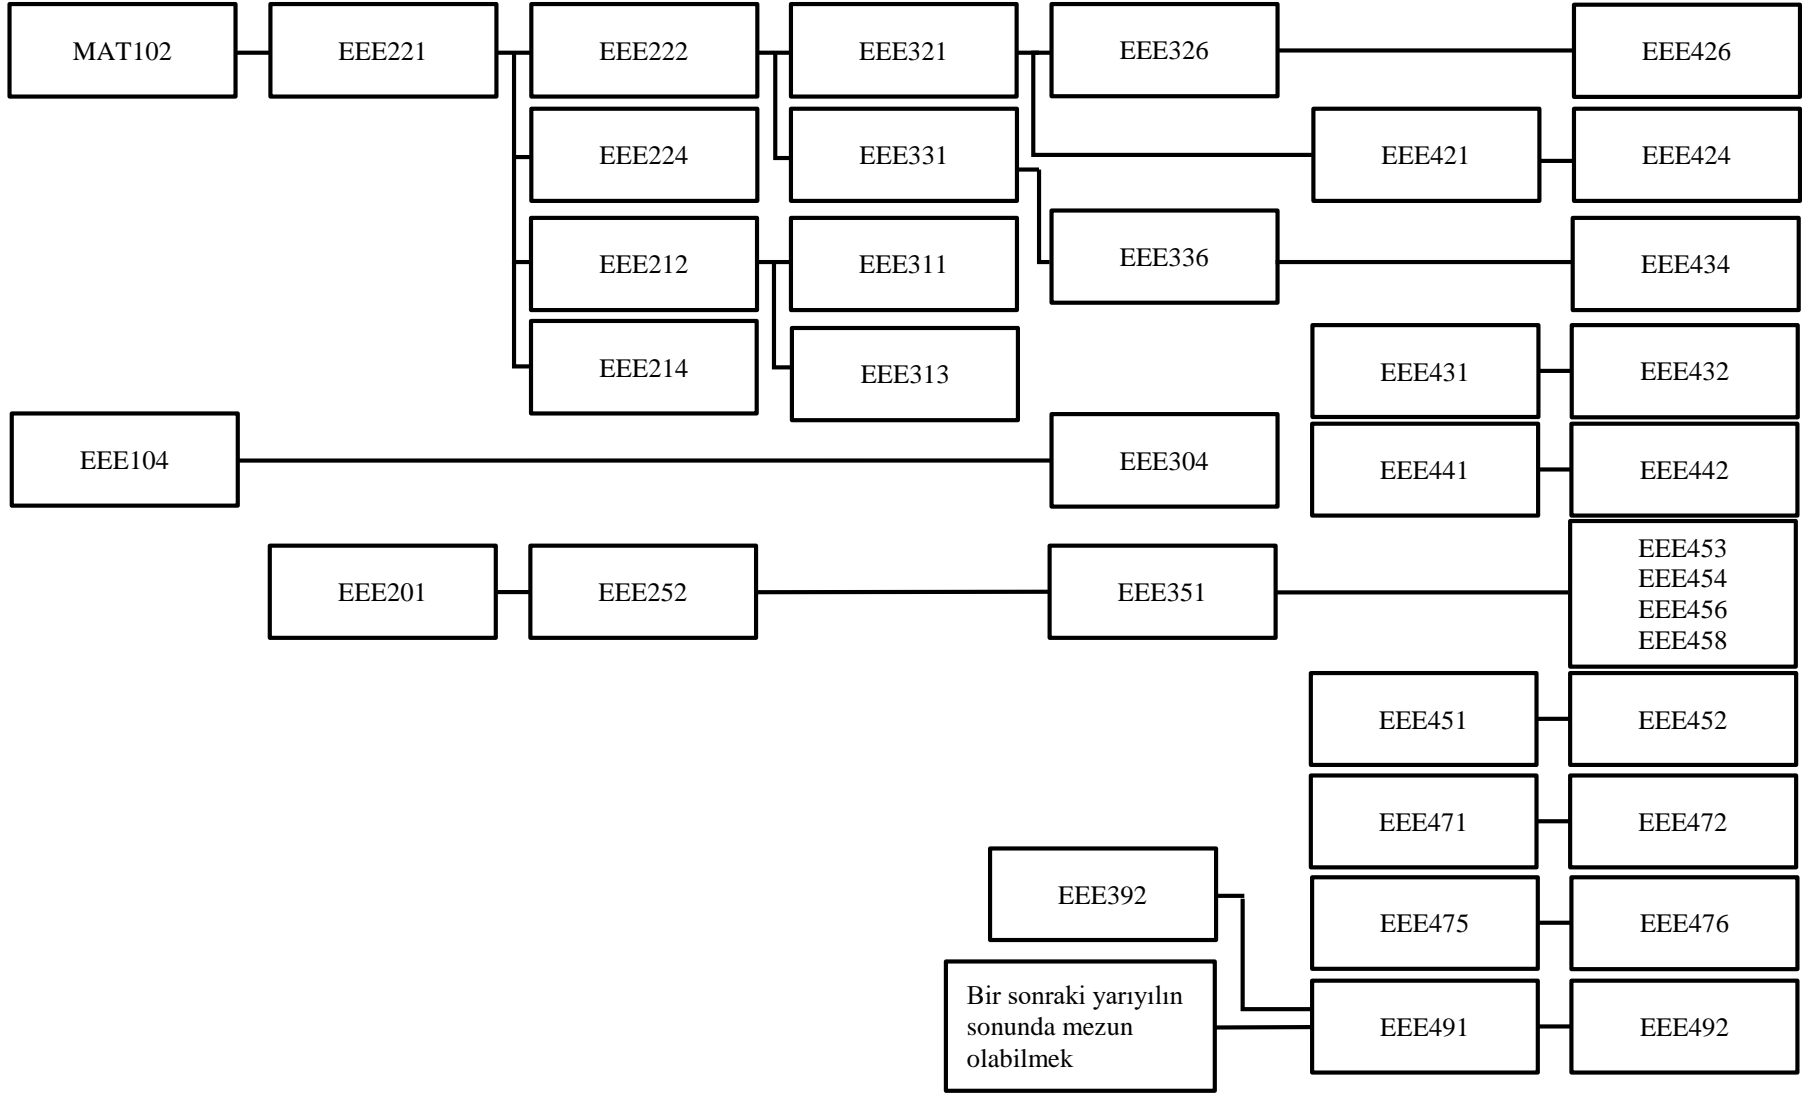 MAT102
EEE221
EEE222
EEE321
EEE326
EEE426
EEE224
EEE331
EEE421
EEE424
EEE212
EEE311
EEE336
EEE434
EEE214
EEE313
EEE431
EEE432
EEE104
EEE304
EEE441
EEE442
EEE201
EEE252
EEE351
EEE453
EEE454
EEE456
EEE458
EEE451
EEE452
EEE471
EEE472
EEE392
EEE475
EEE476
Bir sonraki yarıyılın
sonunda mezun
olabilmek
EEE491
EEE492